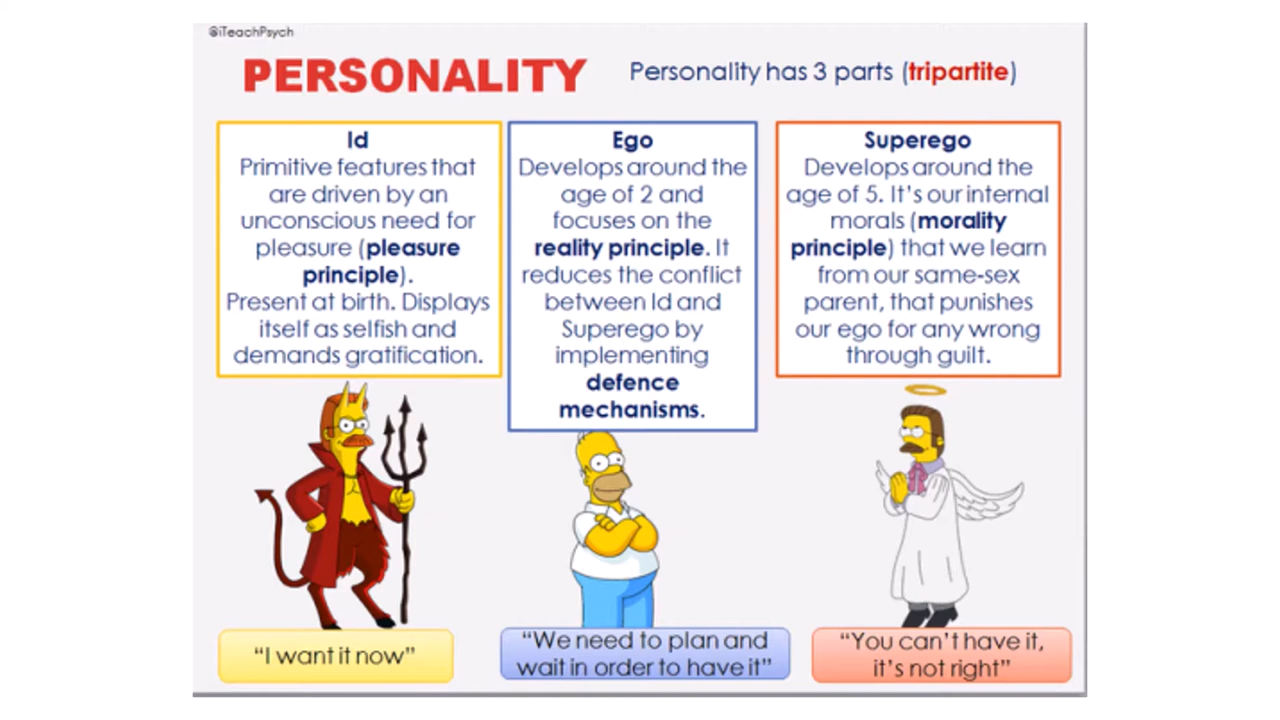 @iTeachPsych
PERSONALITY
Personality has 3 parts (tripartite)
Id
Primitive features that
are driven by an
unconscious need for
pleasure (pleasure
principle).
Present at birth. Displays
itself as selfish and
demands gratification.
Ego
Develops around the
age of 2 and
focuses on the
reality principle. It
reduces the conflict
between Id and
Superego by
implementing
defence
mechanisms.
Superego
Develops around the
age of 5. It's our internal
morals (morality
principle) that we learn
from our same-sex
parent, that punishes
our ego for any wrong
through guilt.
"I want it now"
"We need to plan and
wait in order to have it"
"You can't have it,
it's not right"